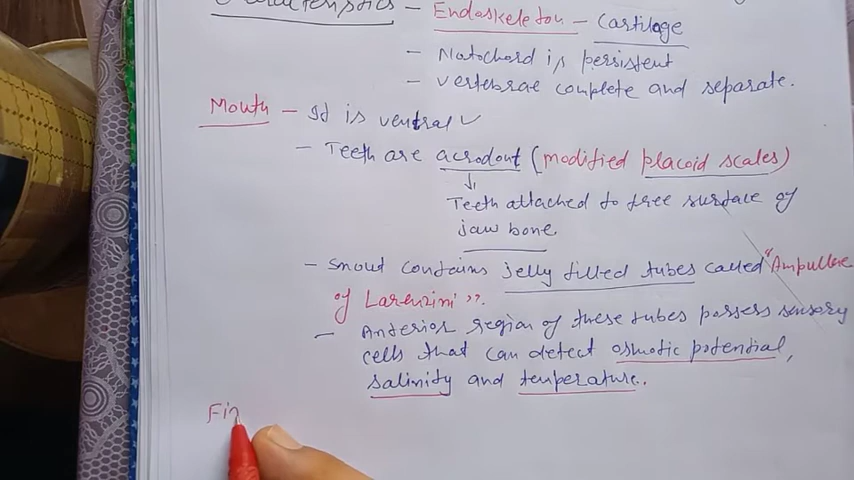 Characteristics - Endoskeleton - Cartilage
- Notochord is persistent
- vertebrae complete and separate.
Mouth - It is ventral ✓
- Teeth are acrodont (modified placoid scales)
↓
Teeth attached to free surface of
jaw bone.
- Snout contains jelly filled tubes called "Ampullae
of Lorenzini".
- Anterior region of these tubes possess sensory
cells that can detect osmotic potential,
salinity and temperature.
Fin